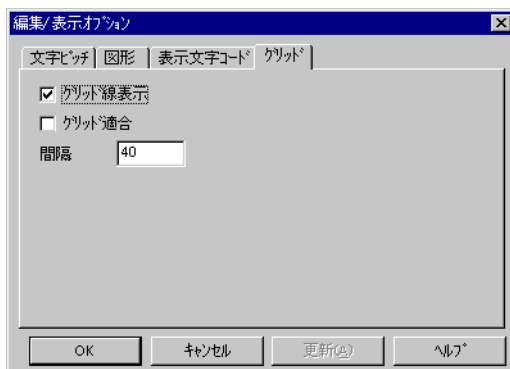 編集/表示ｵﾌﾟｼｮﾝ
文字ﾋﾟｯﾁ 図形 表示文字ｺｰﾄﾞ ｸﾞﾘｯﾄﾞ
ｸﾞﾘｯﾄﾞ線表示
ｸﾞﾘｯﾄﾞ適合
間隔 40
OK ｷｬﾝｾﾙ 更新(A) ﾍﾙﾌﾟ